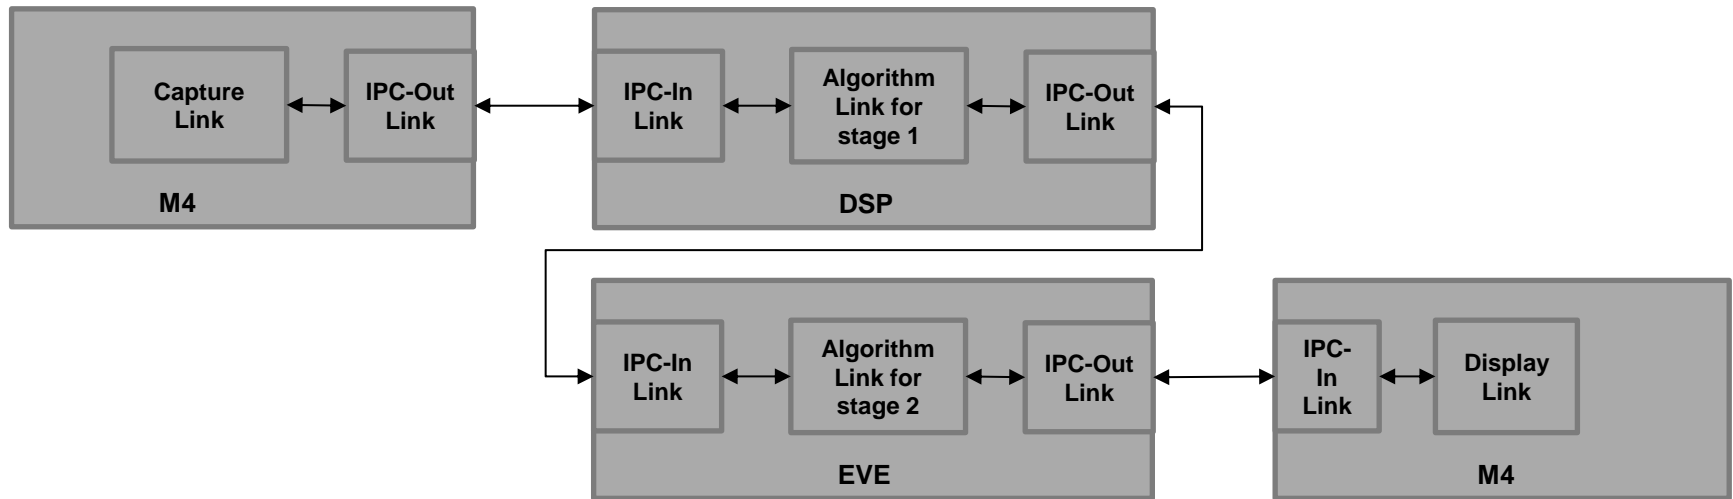 Capture
Link
IPC-Out
Link
M4
IPC-In
Link
Algorithm
Link for
stage 1
IPC-Out
Link
DSP
IPC-In
Link
Algorithm
Link for
stage 2
IPC-Out
Link
EVE
IPC-
In
Link
Display
Link
M4